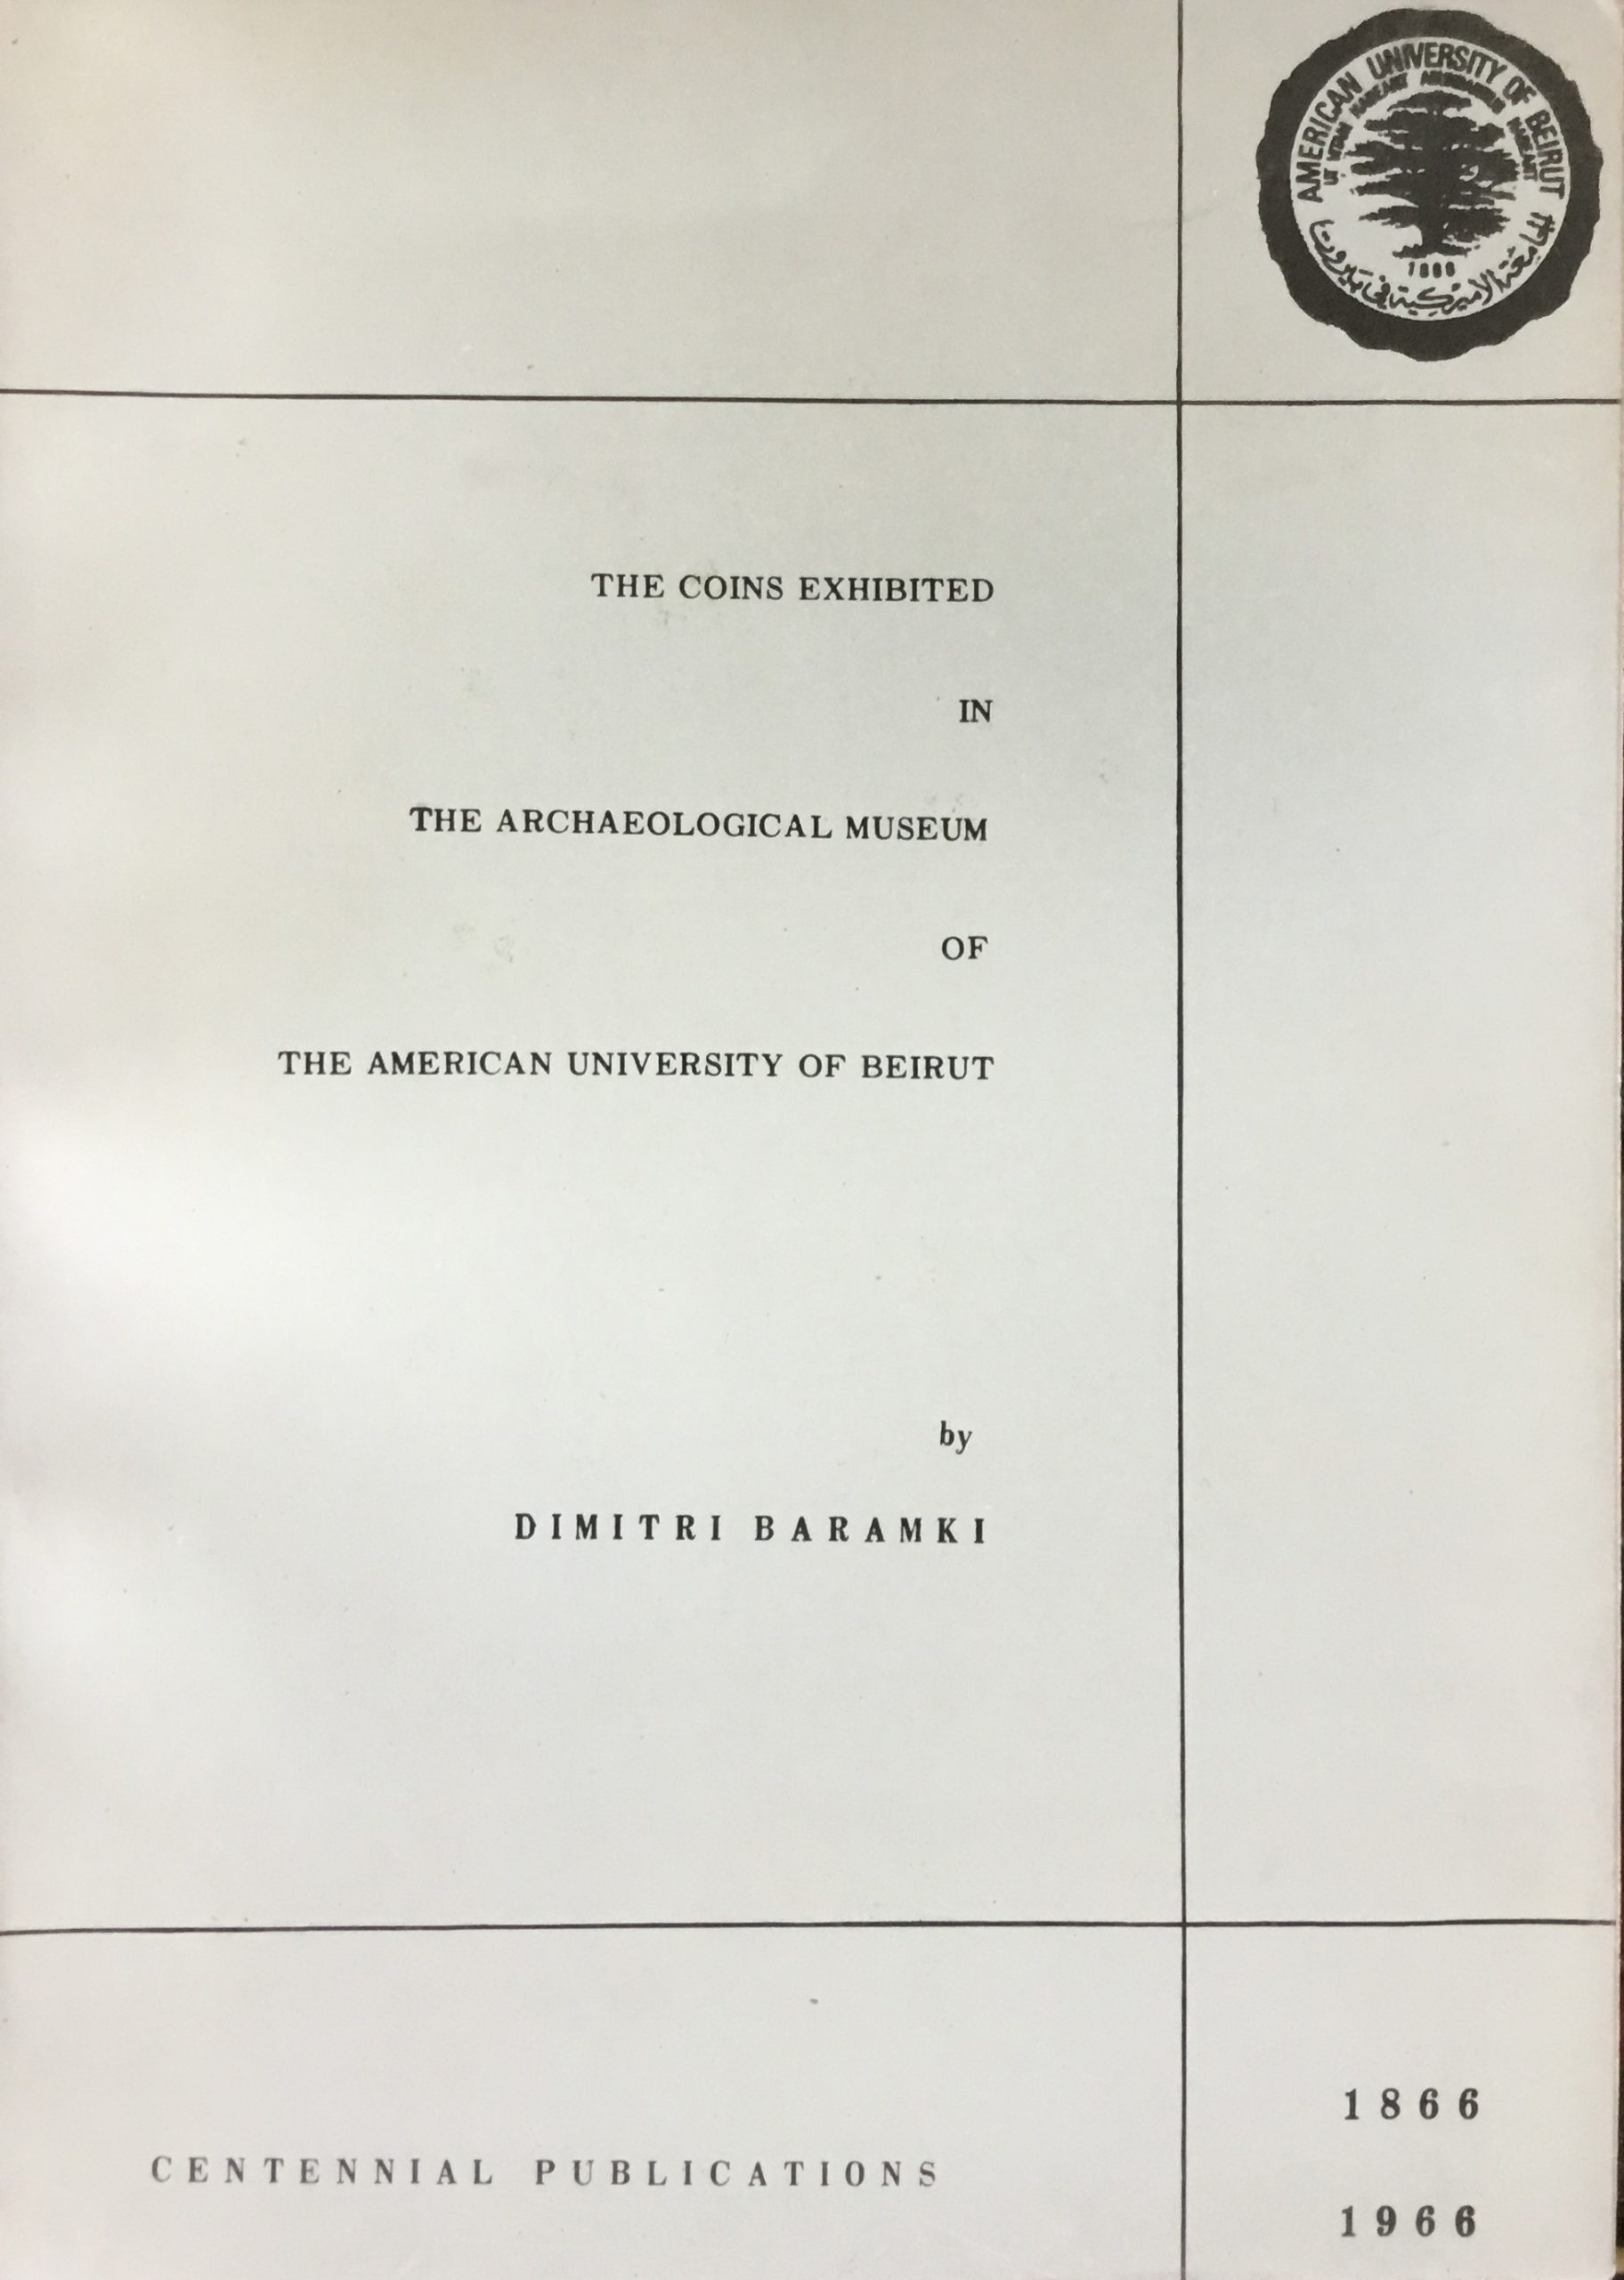 AMERICAN UNIVERSITY OF BEIRUT
1866
THE COINS EXHIBITED
IN
THE ARCHAEOLOGICAL MUSEUM
OF
THE AMERICAN UNIVERSITY OF BEIRUT
by
DIMITRI BARAMKI
CENTENNIAL PUBLICATIONS
1866
1966